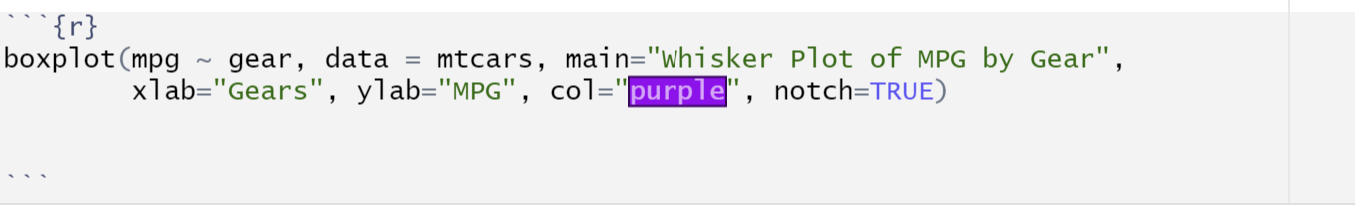 ```{r}
boxplot(mpg ~ gear, data = mtcars, main="Whisker Plot of MPG by Gear",
        xlab="Gears", ylab="MPG", col="purple", notch=TRUE)
```